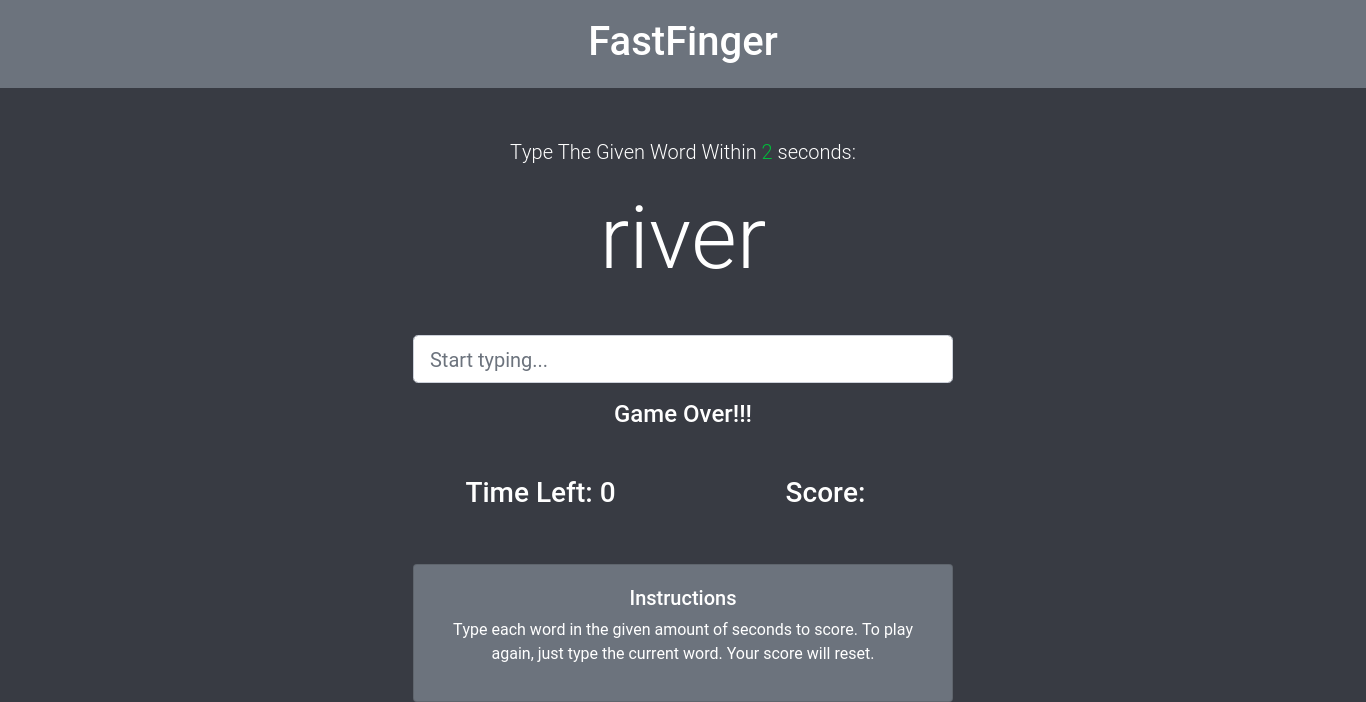 FastFinger
Type The Given Word Within 2 seconds:
river
Start typing...
Game Over!!!
Time Left: 0
Score:
Instructions
Type each word in the given amount of seconds to score. To play
again, just type the current word. Your score will reset.